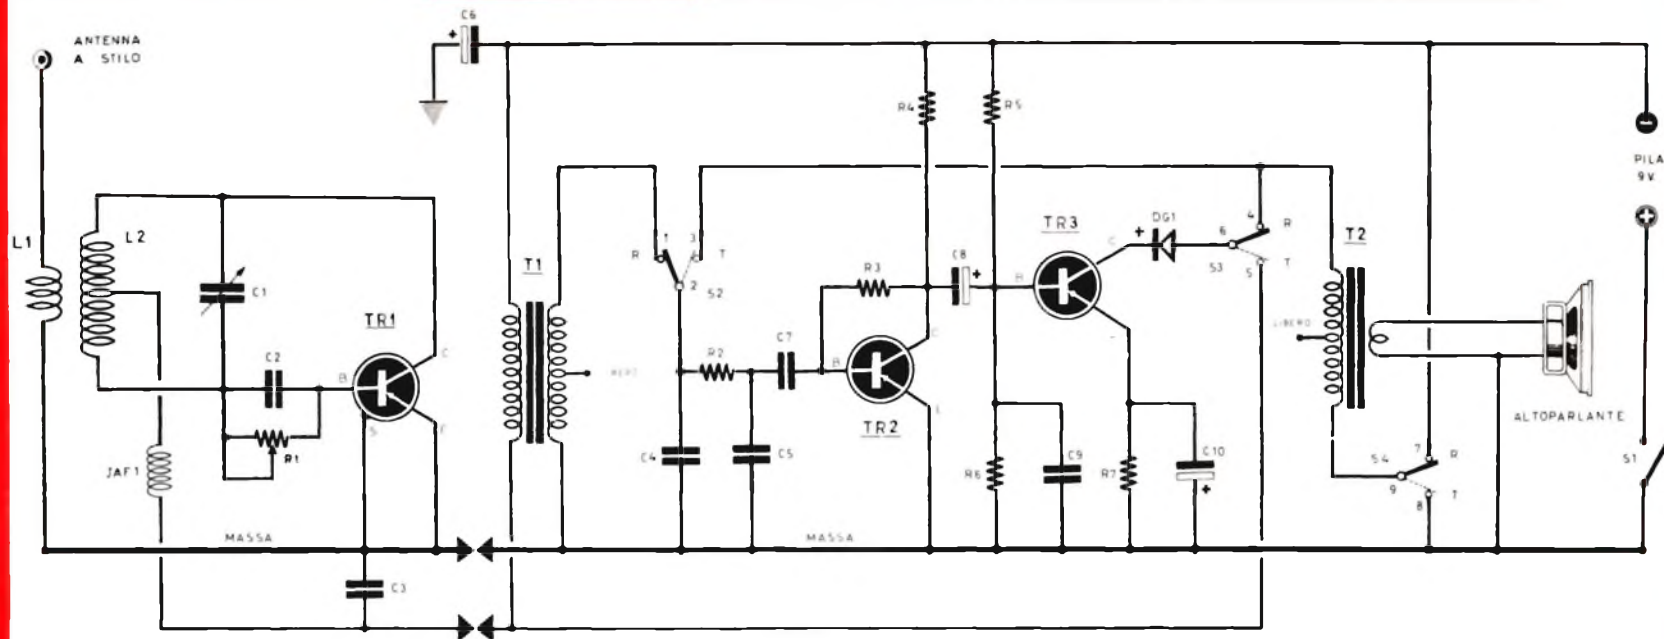 C6
+
ANTENNA
A STILO
R4
R5
PILA
9 V.
L1
L2
C1
TR1
C2
B
C
S
R1
JAF1
MASSA
C3
T1
R
1
3
T
2
S2
R2
C7
R3
B
C
E
TR2
C4
C5
C8
+
B
TR3
C
+
DG1
6
4
R
S3
5
T
R6
C9
R7
C10
+
MASSA
T2
LIBERO
S4
7
R
9
8
T
ALTOPARLANTE
S1